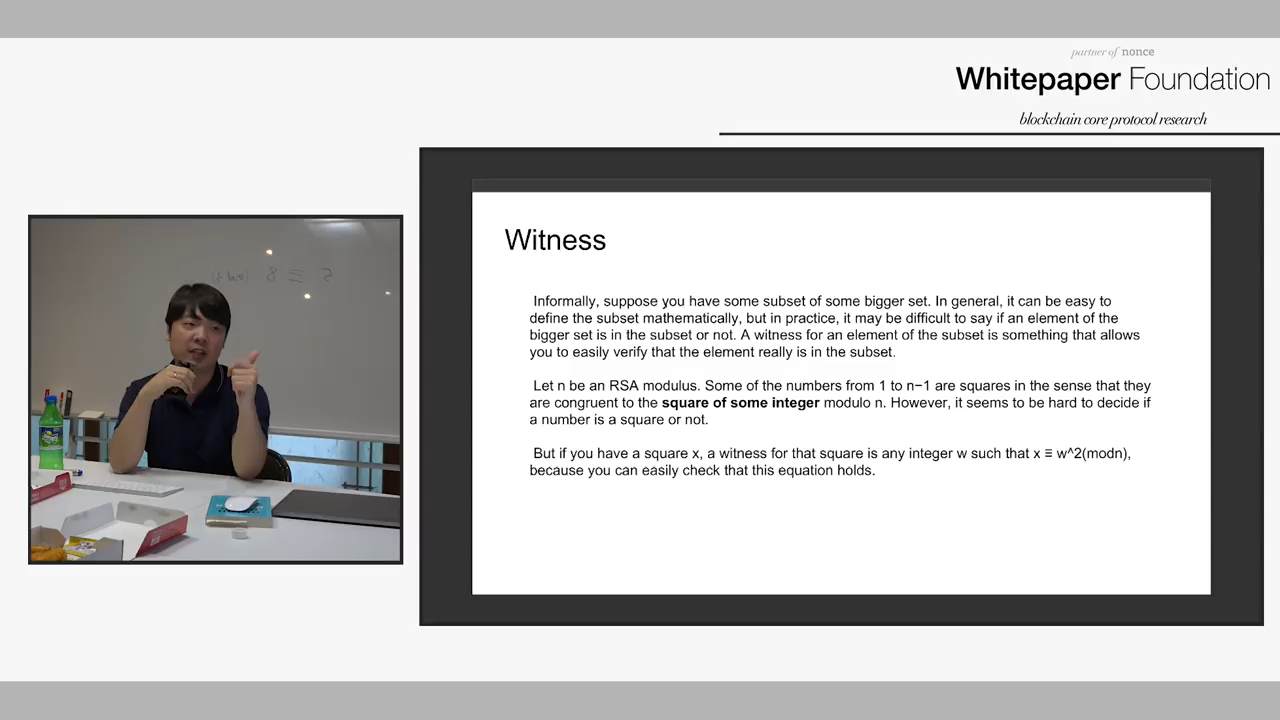 partner of nonce
Whitepaper Foundation
blockchain core protocol research
Witness
Informally, suppose you have some subset of some bigger set. In general, it can be easy to
define the subset mathematically, but in practice, it may be difficult to say if an element of the
bigger set is in the subset or not. A witness for an element of the subset is something that allows
you to easily verify that the element really is in the subset.
Let n be an RSA modulus. Some of the numbers from 1 to n−1 are squares in the sense that they
are congruent to the square of some integer modulo n. However, it seems to be hard to decide if
a number is a square or not.
But if you have a square x, a witness for that square is any integer w such that x ≡ w^2(modn),
because you can easily check that this equation holds.